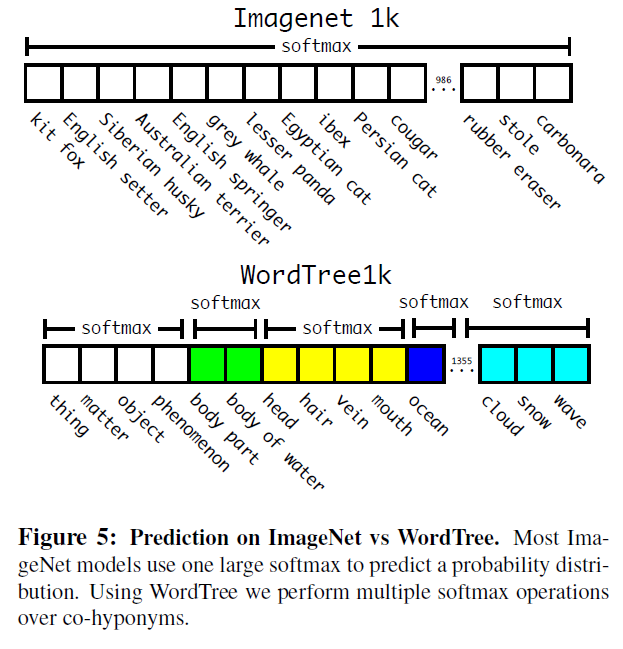 Imagenet 1k
softmax
986
...
kit fox
English setter
Siberian husky
Australian terrier
English springer
grey whale
lesser panda
Egyptian cat
ibex
Persian cat
cougar
rubber eraser
stole
carbonara
WordTree1k
softmax
softmax
softmax
softmax
softmax
1355
...
thing
matter
object
phenomenon
body part
body of water
head
hair
vein
mouth
ocean
cloud
snow
wave
Figure 5: Prediction on ImageNet vs WordTree. Most Ima-
geNet models use one large softmax to predict a probability distri-
bution. Using WordTree we perform multiple softmax operations
over co-hyponyms.